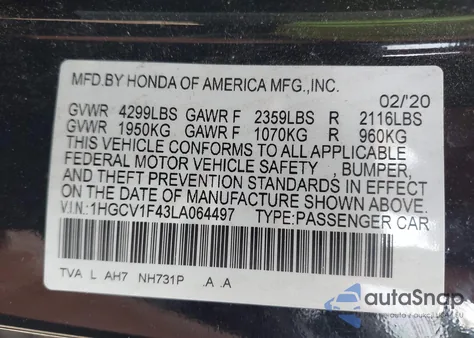 MFD.BY HONDA OF AMERICA MFG.,INC.
02/'20
GVWR 4299LBS GAWR F 2359LBS R 2116LBS
GVWR 1950KG GAWR F 1070KG R 960KG
THIS VEHICLE CONFORMS TO ALL APPLICABLE
FEDERAL MOTOR VEHICLE SAFETY , BUMPER,
AND THEFT PREVENTION STANDARDS IN EFFECT
ON THE DATE OF MANUFACTURE SHOWN ABOVE.
V.I.N.:1HGCV1F43LA064497 TYPE:PASSENGER CAR
TVA L AH7 NH731P .A .A
autoSnap